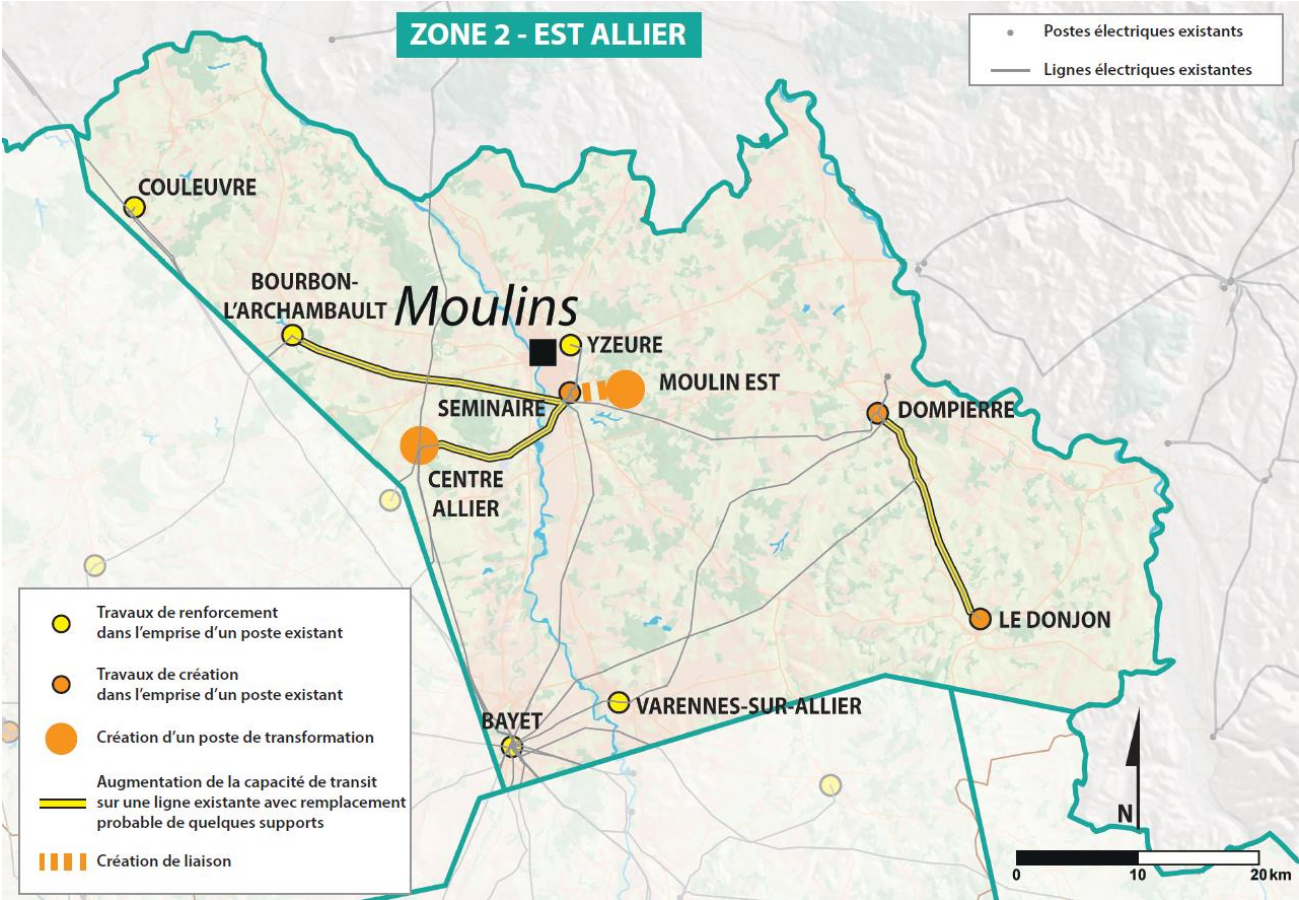 ZONE 2 - EST ALLIER
Postes électriques existants
Lignes électriques existantes
COULEUVRE
BOURBON-
L'ARCHAMBAULT
Moulins
YZEURE
MOULIN EST
SEMINAIRE
DOMPIERRE
CENTRE
ALLIER
LE DONJON
VARENNES-SUR-ALLIER
BAYET
Travaux de renforcement
dans l'emprise d'un poste existant
Travaux de création
dans l'emprise d'un poste existant
Création d'un poste de transformation
Augmentation de la capacité de transit
sur une ligne existante avec remplacement
probable de quelques supports
Création de liaison
N
0 10 20 km